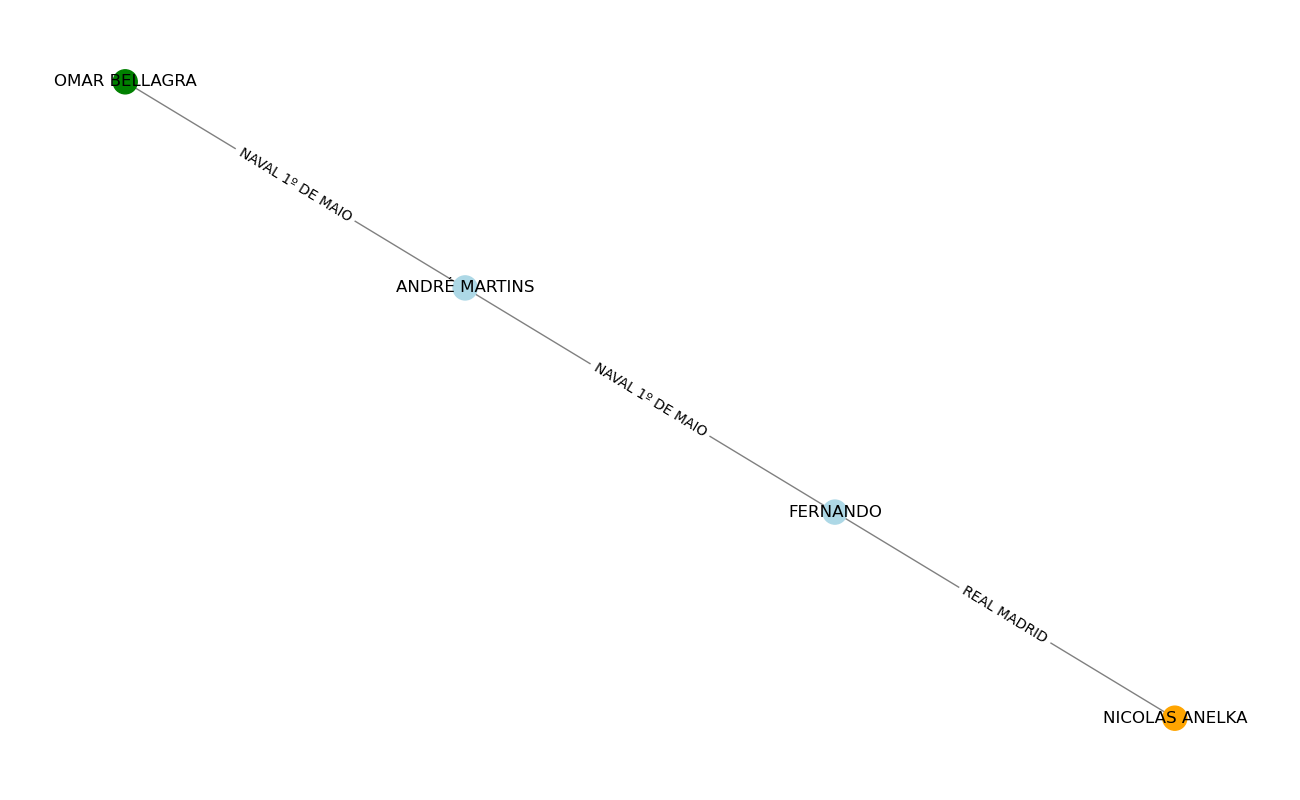 OMAR BELLAGRA
NAVAL 1º DE MAIO
ANDRÉ MARTINS
NAVAL 1º DE MAIO
FERNANDO
REAL MADRID
NICOLAS ANELKA